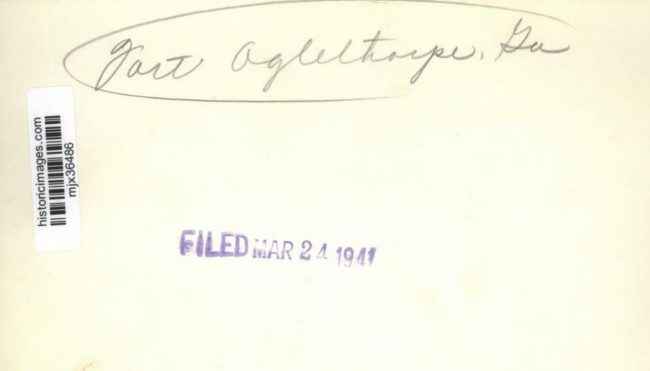 Fort Oglethorpe, Ga
historicimages.com
mjx36486
FILED MAR 24 1941